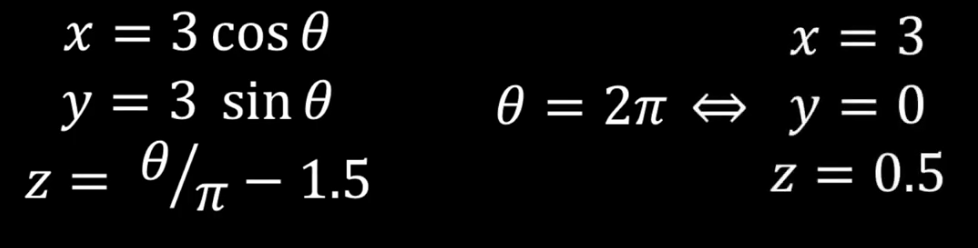 x = 3 cos θ
y = 3 sin θ
z = θ/π − 1.5
θ = 2π ⇔
x = 3
y = 0
z = 0.5